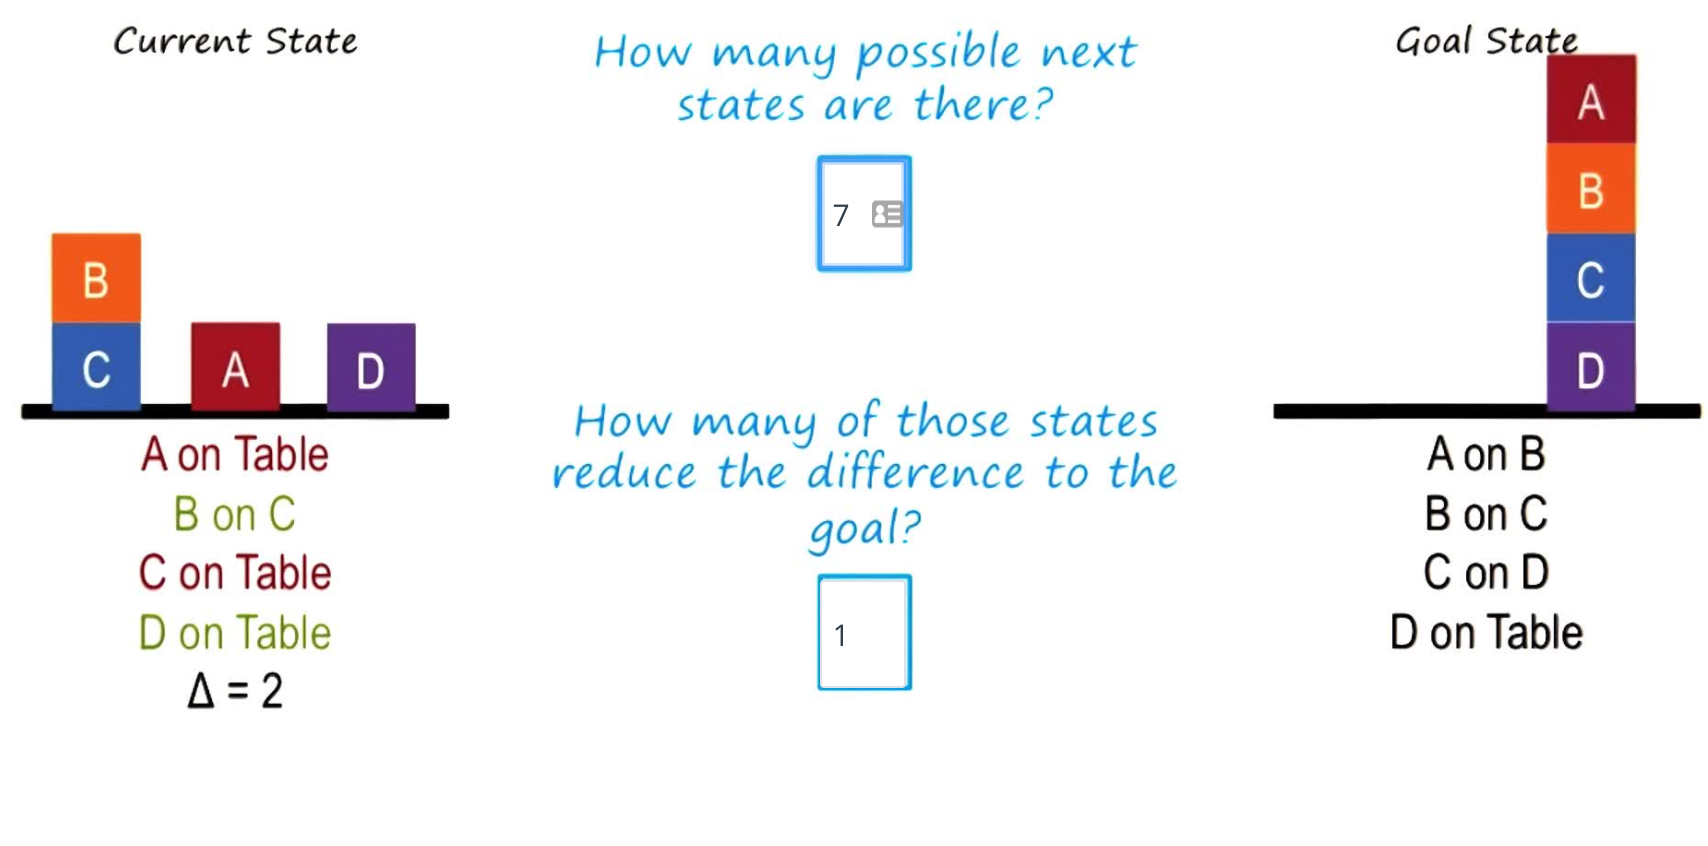 Current State
B
C
A
D
A on Table
B on C
C on Table
D on Table
Δ = 2
How many possible next
states are there?
7
How many of those states
reduce the difference to the
goal?
1
Goal State
A
B
C
D
A on B
B on C
C on D
D on Table